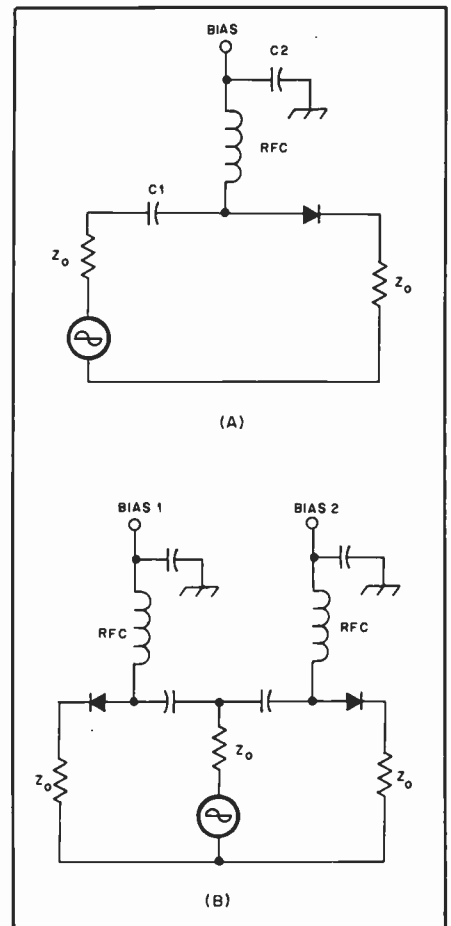 BIAS
C2
RFC
C1
Z₀
Z₀
(A)
BIAS 1
BIAS 2
RFC
RFC
Z₀
Z₀
Z₀
(B)